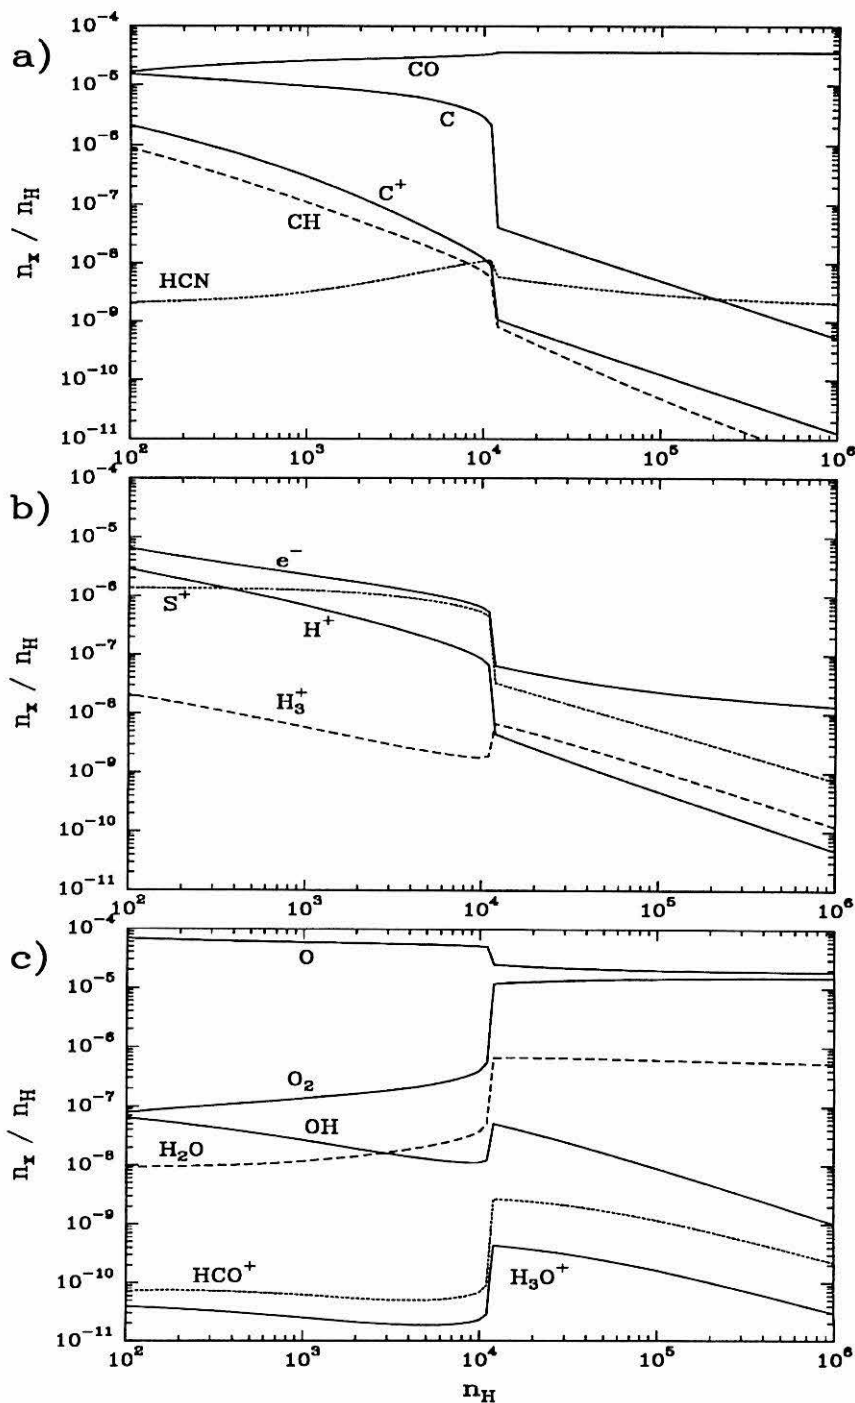 a)
10⁻⁴
10⁻⁵
10⁻⁶
10⁻⁷
10⁻⁸
10⁻⁹
10⁻¹⁰
10⁻¹¹
n_x / n_H
CO
C
C⁺
CH
HCN
10² 10³ 10⁴ 10⁵ 10⁶
b)
10⁻⁴
10⁻⁵
10⁻⁶
10⁻⁷
10⁻⁸
10⁻⁹
10⁻¹⁰
10⁻¹¹
n_x / n_H
e⁻
S⁺
H⁺
H₃⁺
10² 10³ 10⁴ 10⁵ 10⁶
c)
10⁻⁴
10⁻⁵
10⁻⁶
10⁻⁷
10⁻⁸
10⁻⁹
10⁻¹⁰
10⁻¹¹
n_x / n_H
O
O₂
OH
H₂O
HCO⁺
H₃O⁺
10² 10³ 10⁴ 10⁵ 10⁶
n_H